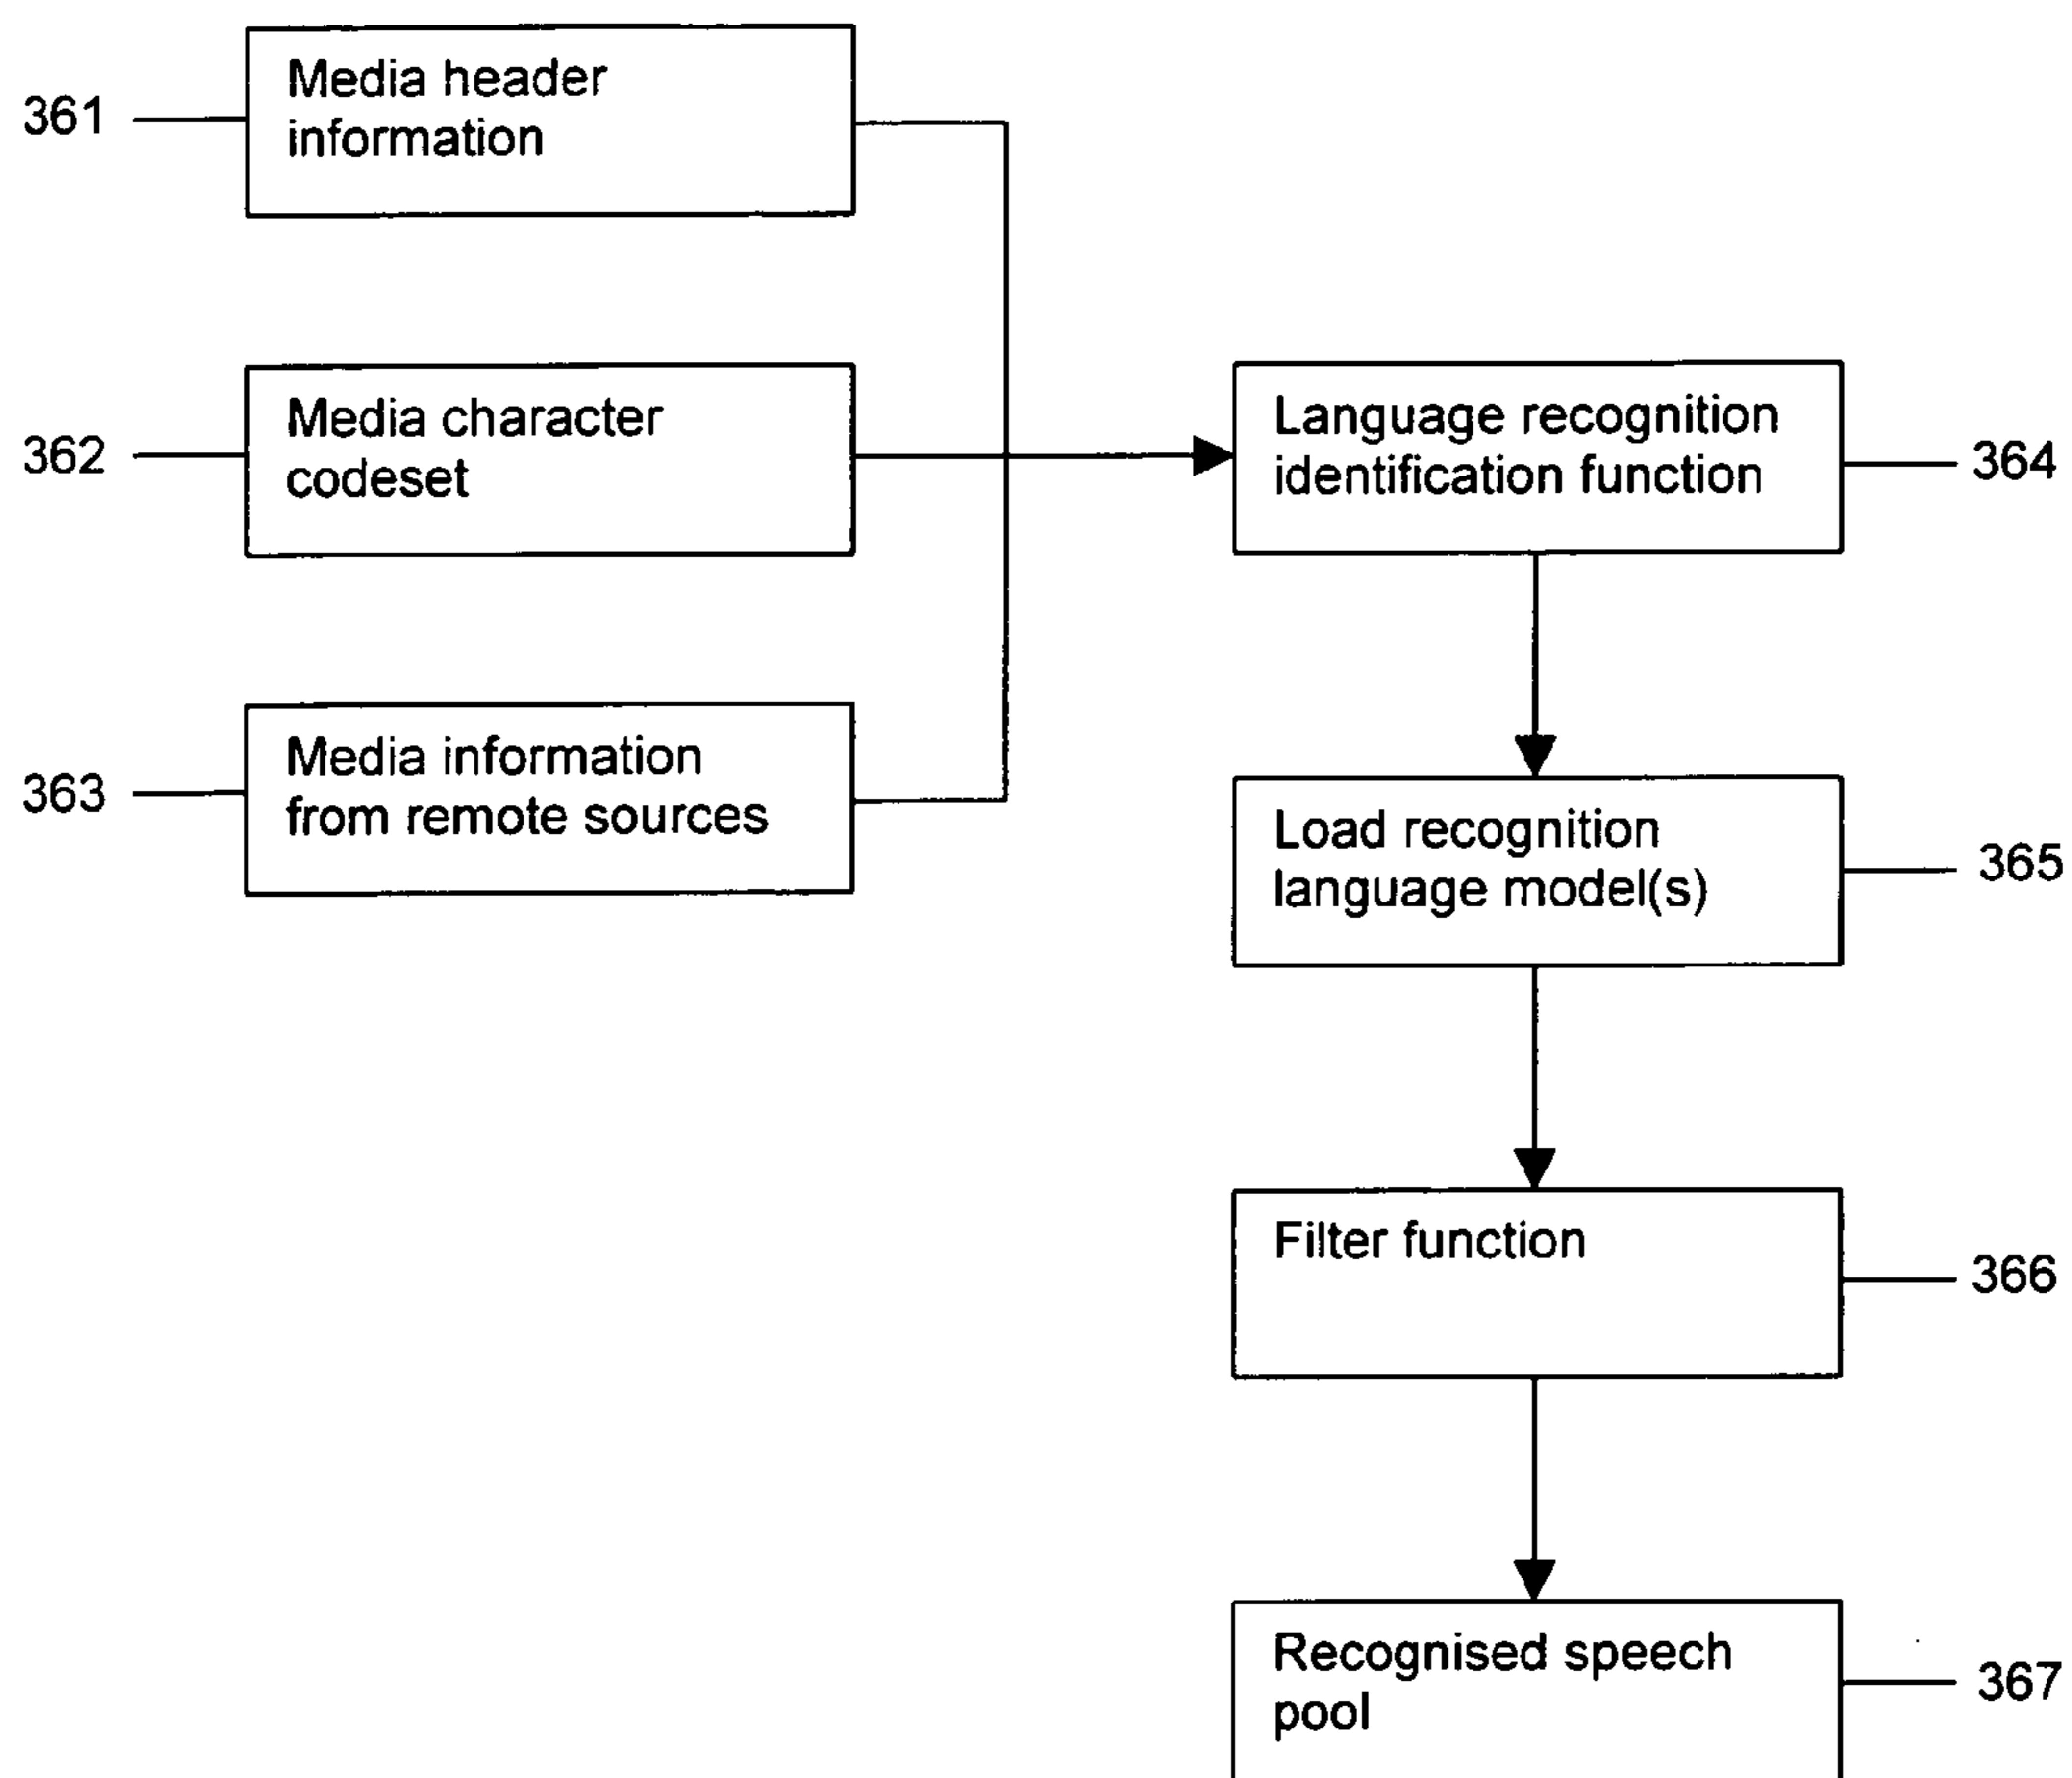 361
Media header
information
362
Media character
codeset
363
Media information
from remote sources
Language recognition
identification function
364
Load recognition
language model(s)
365
Filter function
366
Recognised speech
pool
367